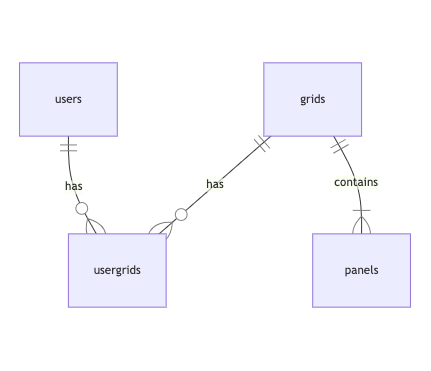 users
grids
has
has
contains
usergrids
panels